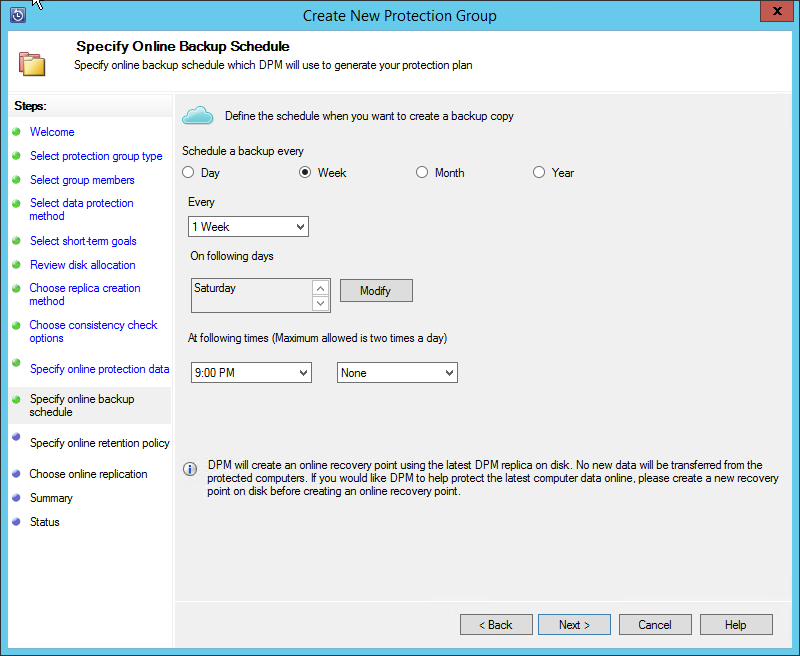 Create New Protection Group
X
Specify Online Backup Schedule
Specify online backup schedule which DPM will use to generate your protection plan
Steps:
Welcome
Select protection group type
Select group members
Select data protection
method
Select short-term goals
Review disk allocation
Choose replica creation
method
Choose consistency check
options
Specify online protection data
Specify online backup
schedule
Specify online retention policy
Choose online replication
Summary
Status
Define the schedule when you want to create a backup copy
Schedule a backup every
Day Week Month Year
Every
1 Week
On following days
Saturday
Modify
At following times (Maximum allowed is two times a day)
9:00 PM None
DPM will create an online recovery point using the latest DPM replica on disk. No new data will be transferred from the
protected computers. If you would like DPM to help protect the latest computer data online, please create a new recovery
point on disk before creating an online recovery point.
< Back Next > Cancel Help